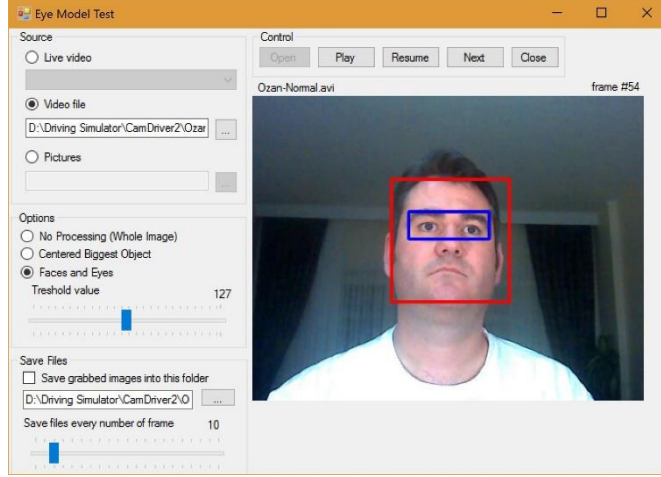 Eye Model Test
Source
Live video
Video file
D:\Driving Simulator\CamDriver2\Ozar
...
Pictures
...
Options
No Processing (Whole Image)
Centered Biggest Object
Faces and Eyes
Treshold value
127
Save Files
Save grabbed images into this folder
D:\Driving Simulator\CamDriver2\O
...
Save files every number of frame
10
Control
Open Play Resume Next Close
Ozan-Normal.avi frame #54